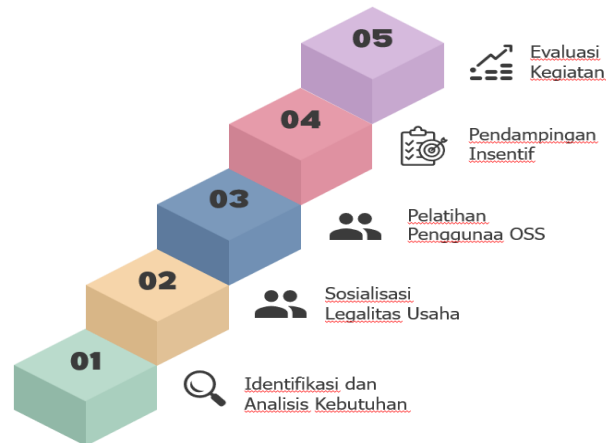 05
Evaluasi
Kegiatan
04
Pendampingan
Insentif
03
Pelatihan
Penggunaa OSS
02
Sosialisasi
Legalitas Usaha
01
Identifikasi dan
Analisis Kebutuhan